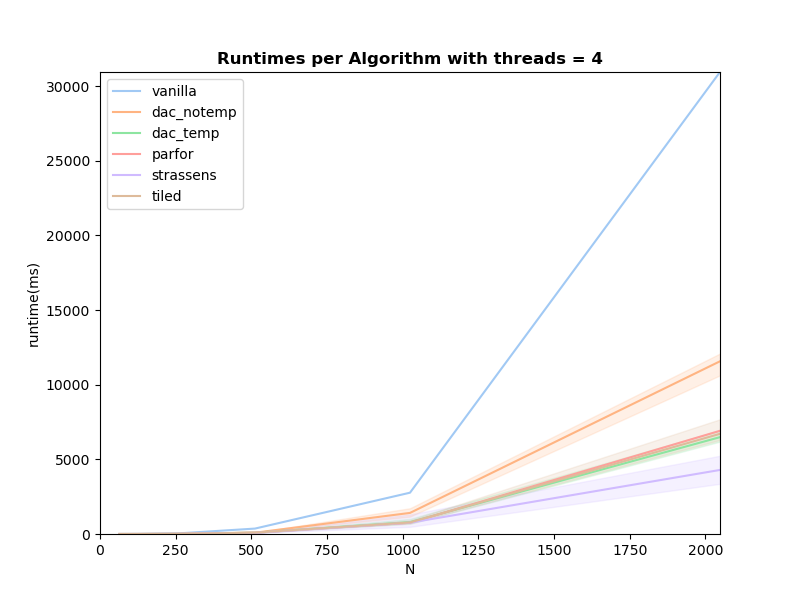 Runtimes per Algorithm with threads = 4
30000
25000
20000
15000
10000
5000
0
runtime(ms)
vanilla
dac_notemp
dac_temp
parfor
strassens
tiled
0 250 500 750 1000 1250 1500 1750 2000
N